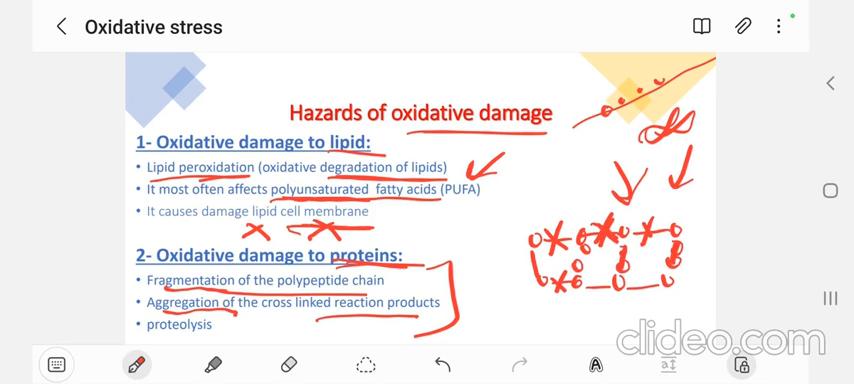 Oxidative stress
Hazards of oxidative damage
1- Oxidative damage to lipid:
• Lipid peroxidation (oxidative degradation of lipids)
• It most often affects polyunsaturated fatty acids (PUFA)
• It causes damage lipid cell membrane
2- Oxidative damage to proteins:
• Fragmentation of the polypeptide chain
• Aggregation of the cross linked reaction products
• proteolysis
clideo.com